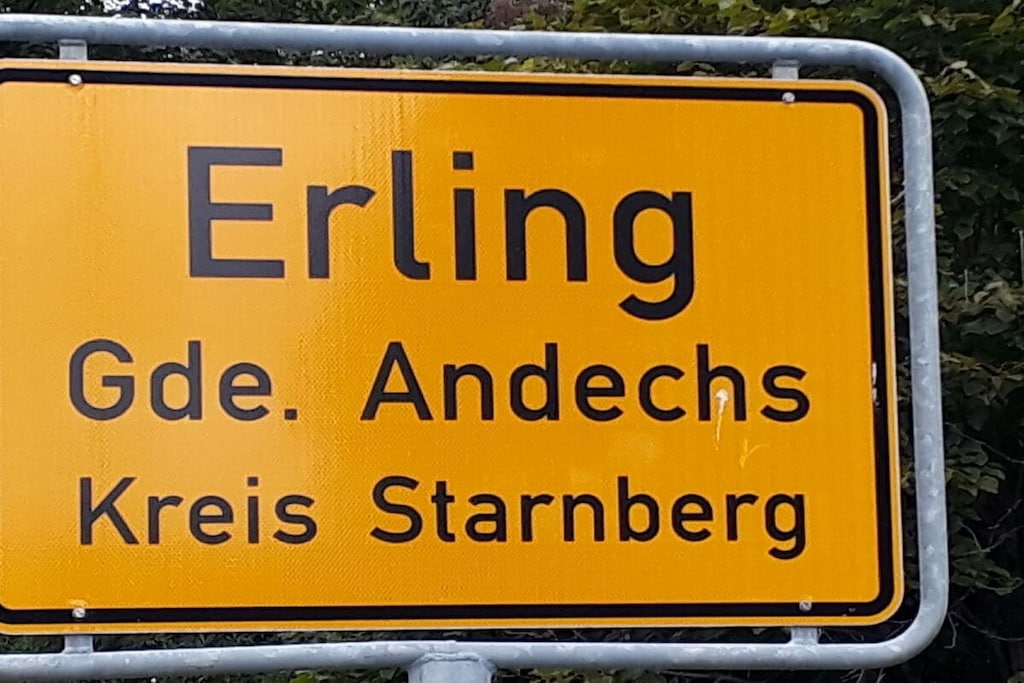 Erling
Gde. Andechs
Kreis Starnberg